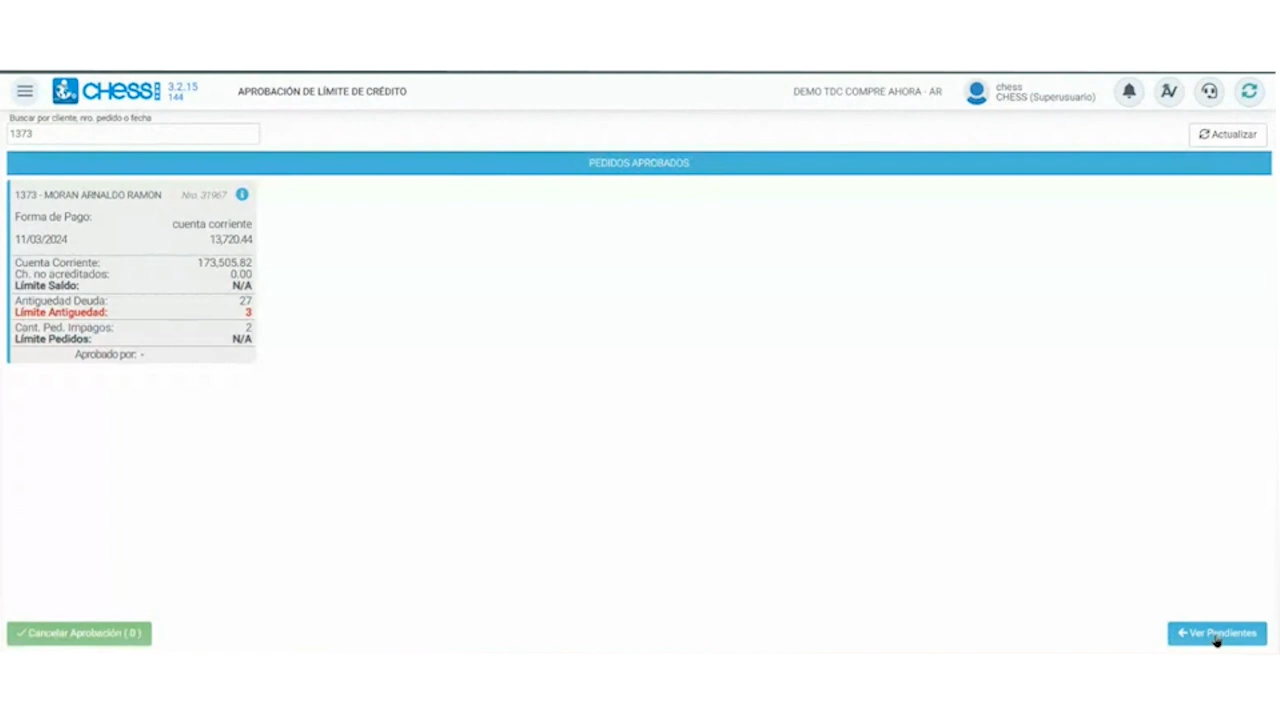 CHESS 3.2.15
144
APROBACIÓN DE LÍMITE DE CRÉDITO
DEMO TDC COMPRE AHORA - AR
chess
CHESS (Superusuario)
Buscar por cliente, nro. pedido o fecha
1373
Actualizar
PEDIDOS APROBADOS
1373 - MORAN ARNALDO RAMON Nro. 31967
Forma de Pago:
cuenta corriente
11/03/2024 13,720.44
Cuenta Corriente: 173,505.82
Ch. no acreditados: 0.00
Límite Saldo: N/A
Antiguedad Deuda: 27
Límite Antiguedad: 3
Cant. Ped. Impagos: 2
Límite Pedidos: N/A
Aprobado por: -
Cancelar Aprobación ( 0 )
Ver Pendientes